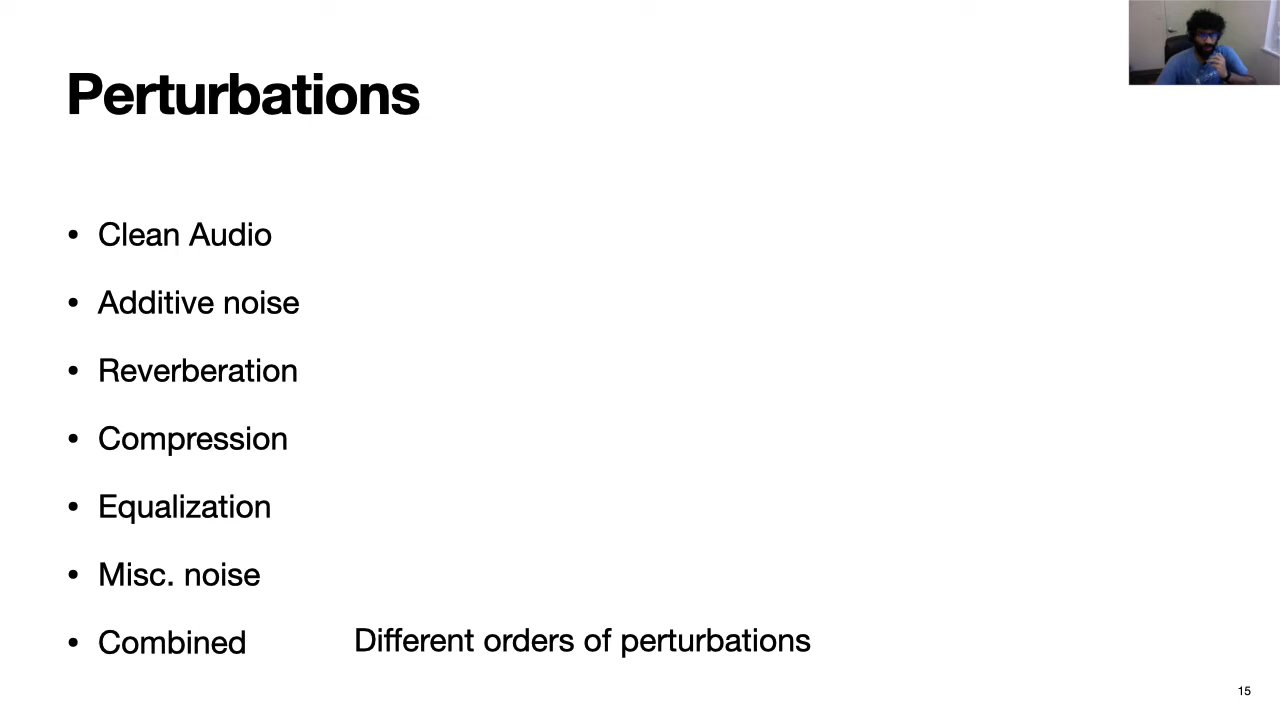 Perturbations
• Clean Audio
• Additive noise
• Reverberation
• Compression
• Equalization
• Misc. noise
• Combined Different orders of perturbations
15